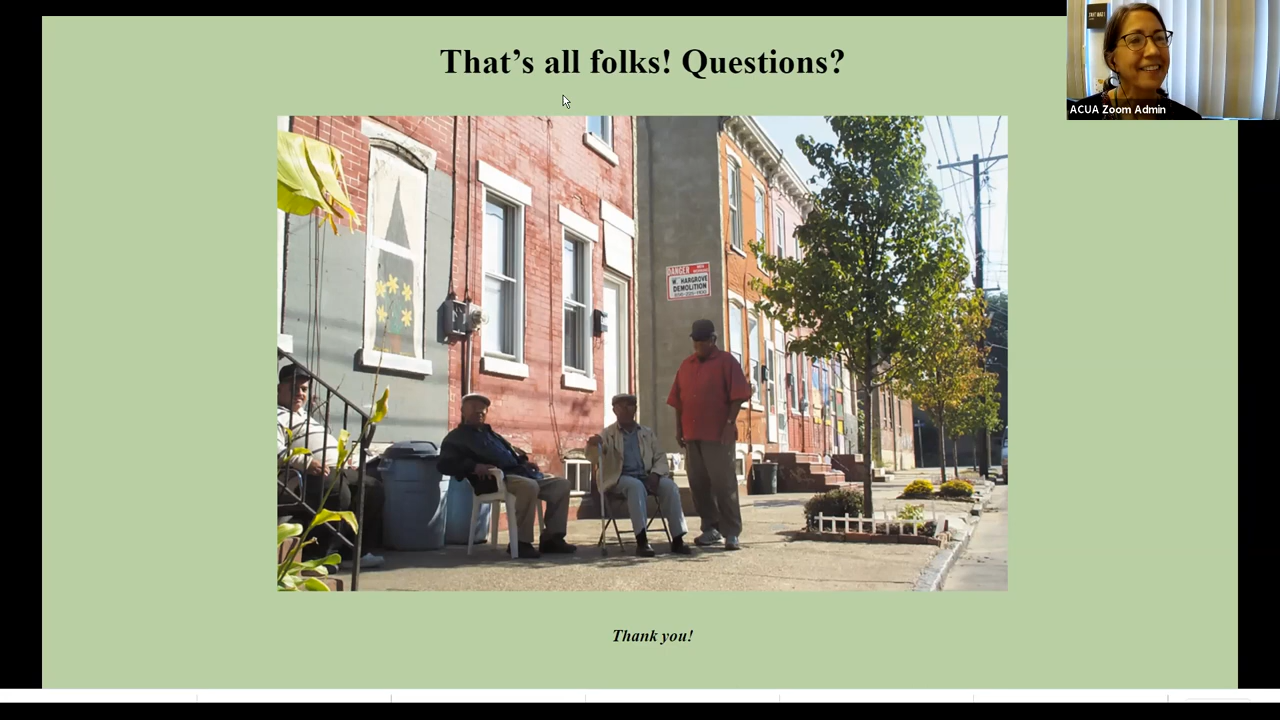 That's all folks! Questions?
ACUA Zoom Admin
DANGER
W. HARGROVE
DEMOLITION
Thank you!